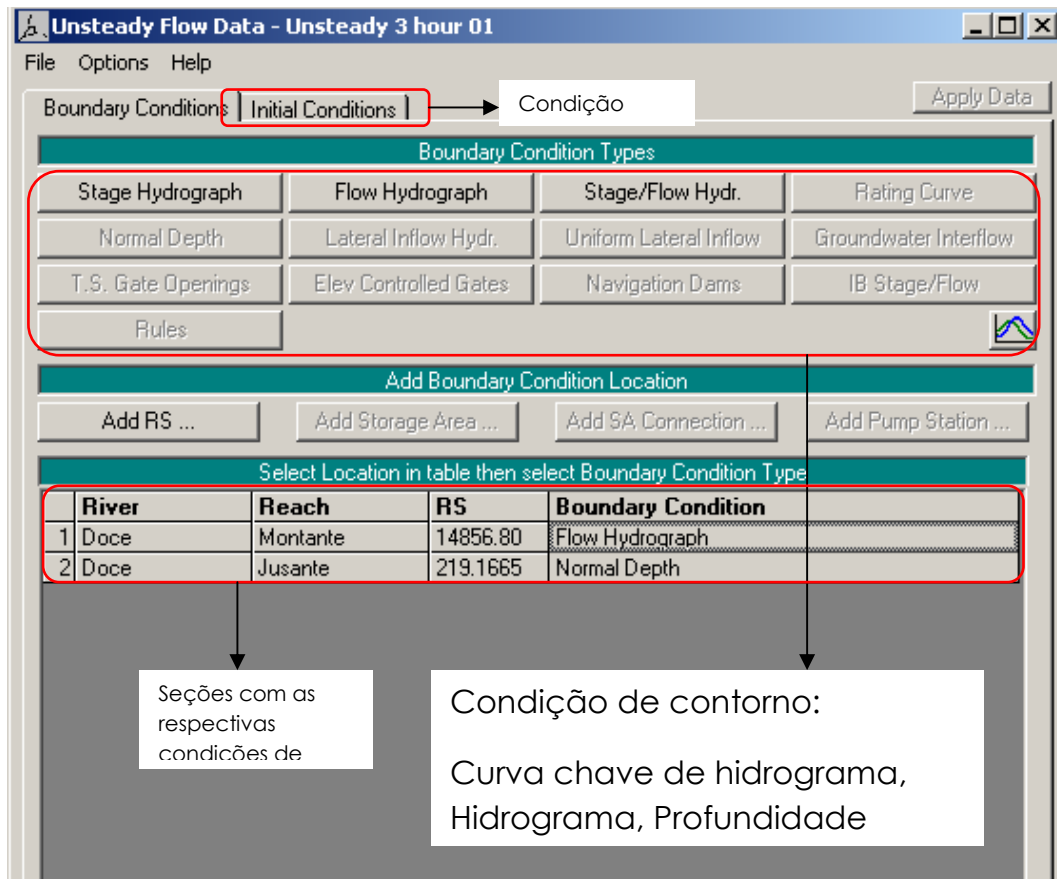 Unsteady Flow Data - Unsteady 3 hour 01
File Options Help
Boundary Conditions Initial Conditions Condição Apply Data
Boundary Condition Types
Stage Hydrograph Flow Hydrograph Stage/Flow Hydr. Rating Curve
Normal Depth Lateral Inflow Hydr. Uniform Lateral Inflow Groundwater Interflow
T.S. Gate Openings Elev Controlled Gates Navigation Dams IB Stage/Flow
Rules
Add Boundary Condition Location
Add RS ... Add Storage Area ... Add SA Connection ... Add Pump Station ...
Select Location in table then select Boundary Condition Type
River Reach RS Boundary Condition
1 Doce Montante 14856.80 Flow Hydrograph
2 Doce Jusante 219.1665 Normal Depth
Seções com as
respectivas
condições de
Condição de contorno:
Curva chave de hidrograma,
Hidrograma, Profundidade